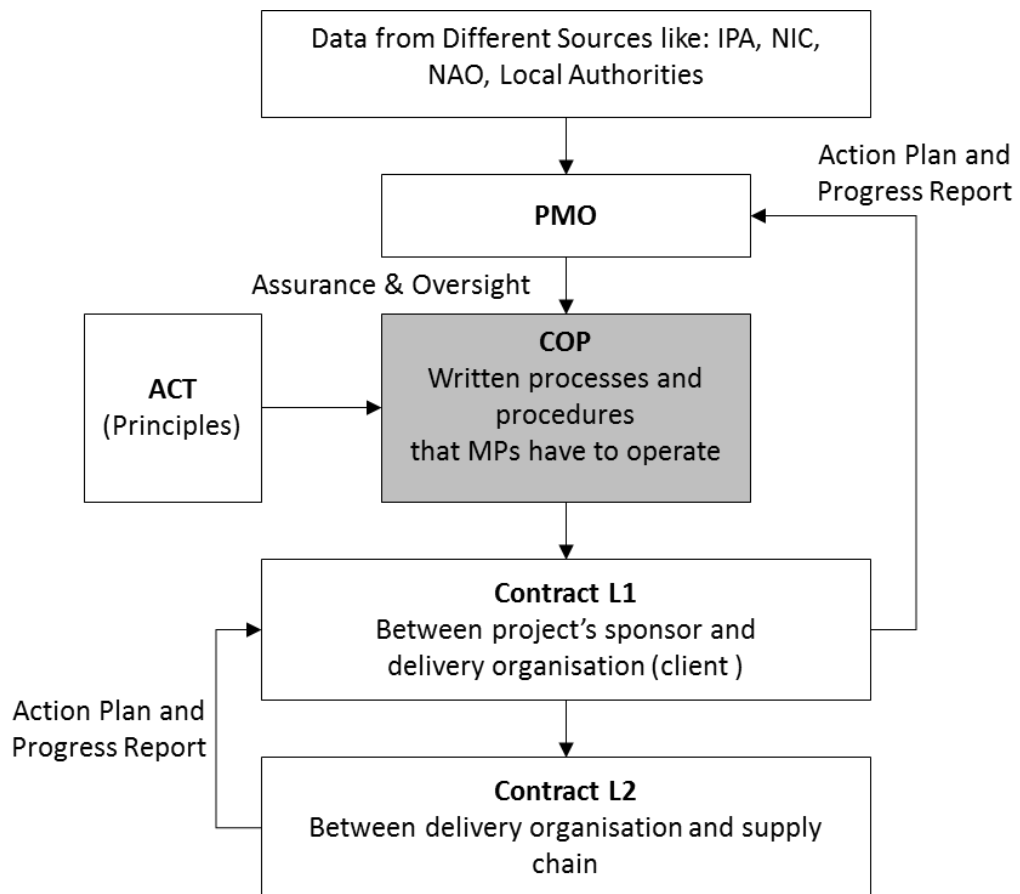 Data from Different Sources like: IPA, NIC,
NAO, Local Authorities
Action Plan and
Progress Report
PMO
Assurance & Oversight
ACT
(Principles)
COP
Written processes and
procedures
that MPs have to operate
Contract L1
Between project’s sponsor and
delivery organisation (client )
Action Plan and
Progress Report
Contract L2
Between delivery organisation and supply
chain